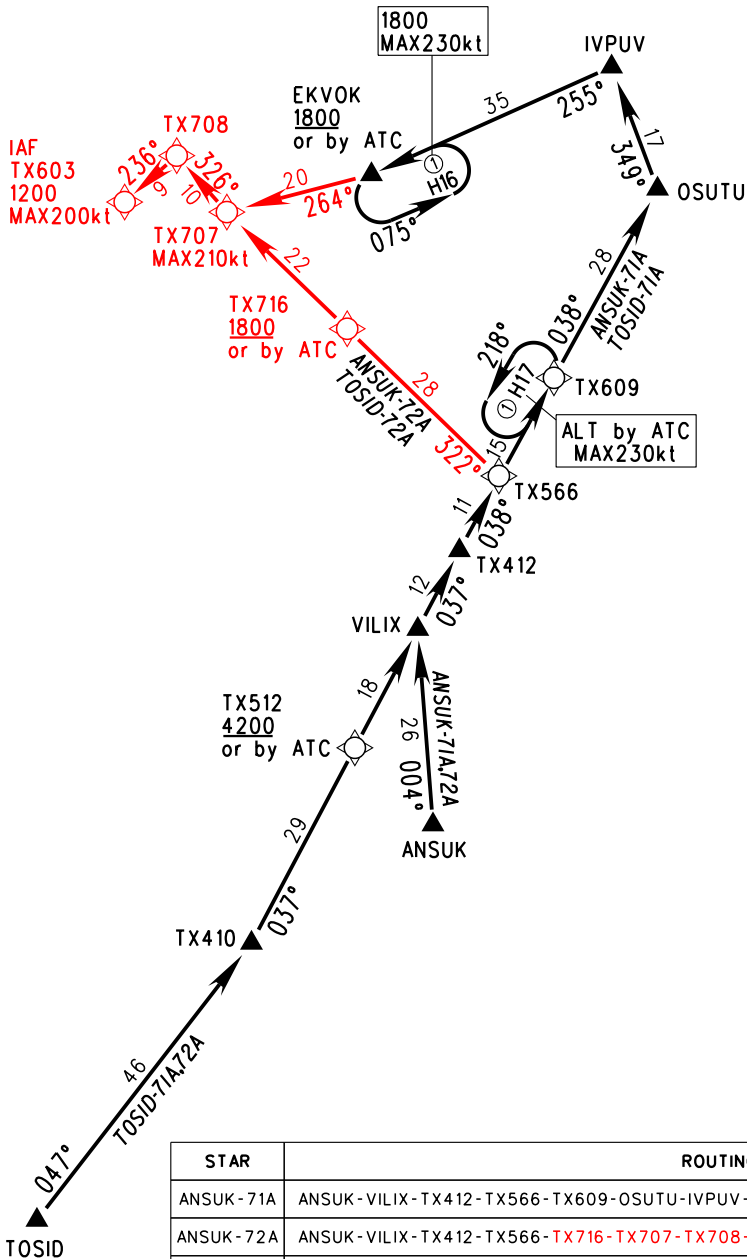 1800
MAX230kt
IVPUV
35
255°
EKVOK
1800
or by ATC
17
349°
TX708
IAF
TX603
1200
MAX200kt
236°
9
326°
10
20
264°
1
H16
075°
OSUTU
TX707
MAX210kt
22
28
ANSUK-71A
TOSID-71A
038°
TX716
1800
or by ATC
218°
1 H17
TX609
ANSUK-72A
TOSID-72A
28
322°
15
ALT by ATC
MAX230kt
TX566
11
038°
TX412
12
037°
VILIX
TX512
4200
or by ATC
18
ANSUK-71A,72A
26
004°
ANSUK
29
037°
TX410
46
TOSID-71A,72A
047°
TOSID
STAR
ANSUK-71A ANSUK-VILIX-TX412-TX566-TX609-OSUTU-IVPUV-
ANSUK-72A ANSUK-VILIX-TX412-TX566-TX716-TX707-TX708-